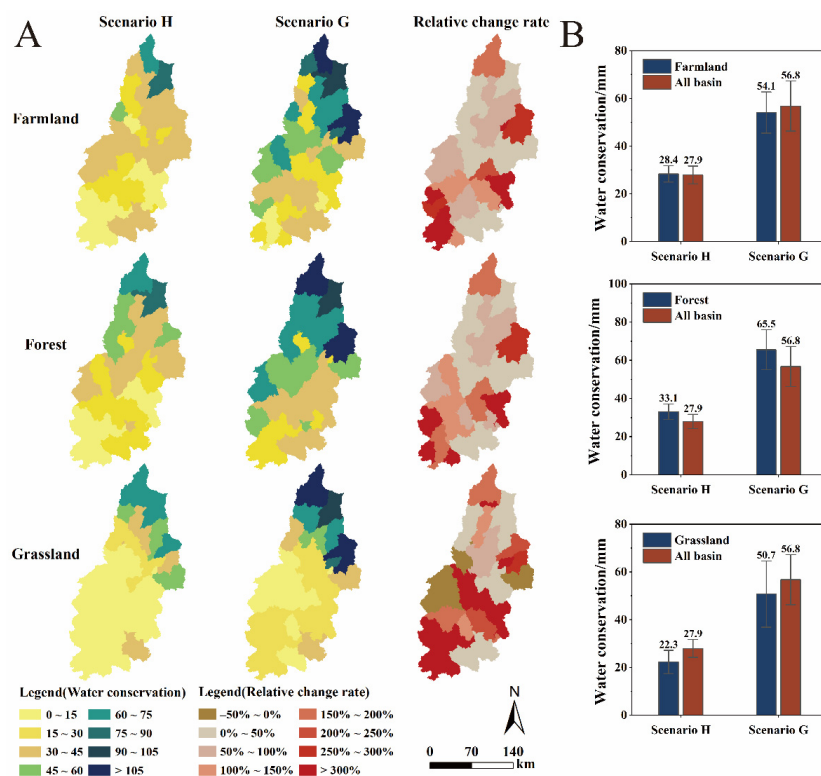 A
Scenario H
Scenario G
Relative change rate
Farmland
Forest
Grassland
Legend(Water conservation)
0 ~ 15
15 ~ 30
30 ~ 45
45 ~ 60
60 ~ 75
75 ~ 90
90 ~ 105
> 105
Legend(Relative change rate)
–50% ~ 0%
0% ~ 50%
50% ~ 100%
100% ~ 150%
150% ~ 200%
200% ~ 250%
250% ~ 300%
> 300%
N
0 70 140
km
B
Water conservation/mm
80
60
40
20
0
Farmland
All basin
28.4
27.9
54.1
56.8
Scenario H
Scenario G
Water conservation/mm
100
80
60
40
20
0
Forest
All basin
33.1
27.9
65.5
56.8
Scenario H
Scenario G
Water conservation/mm
80
60
40
20
0
Grassland
All basin
22.3
27.9
50.7
56.8
Scenario H
Scenario G